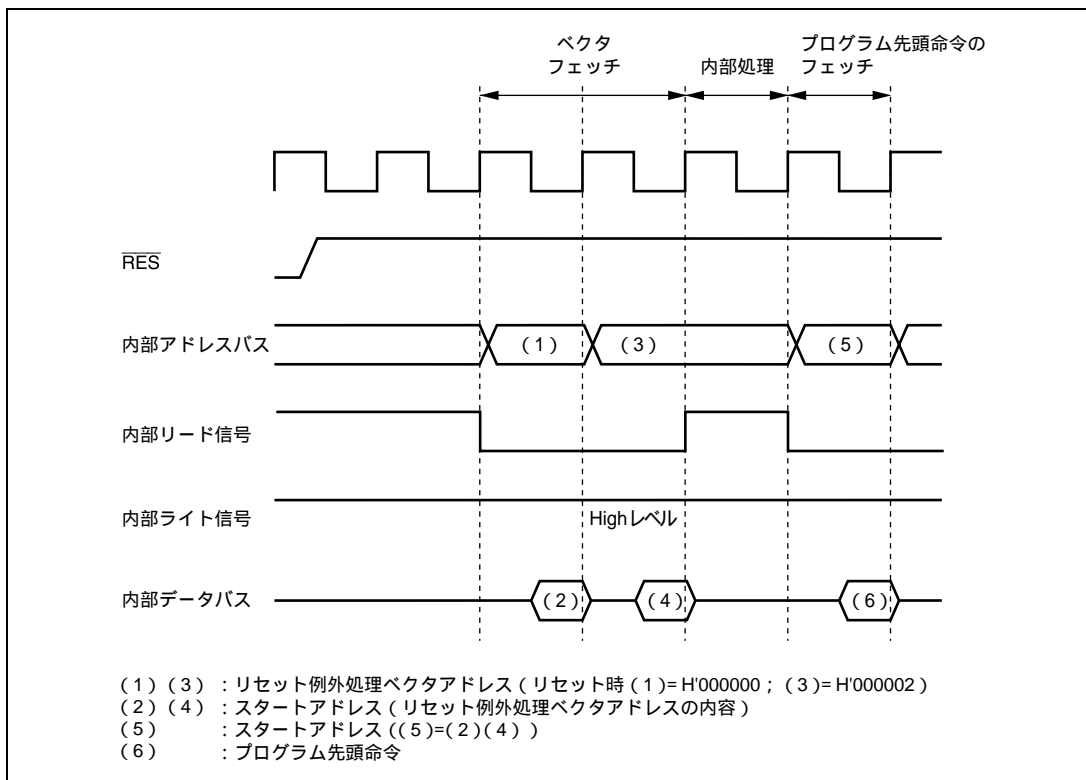 ベクタ
フェッチ
内部処理
プログラム先頭命令の
フェッチ
RES
内部アドレスバス
(1)
(3)
(5)
内部リード信号
内部ライト信号
Highレベル
内部データバス
(2)
(4)
(6)
(1)(3) : リセット例外処理ベクタアドレス(リセット時(1)= H'000000 ; (3)= H'000002)
(2)(4) : スタートアドレス(リセット例外処理ベクタアドレスの内容)
(5) : スタートアドレス((5)=(2)(4))
(6) : プログラム先頭命令